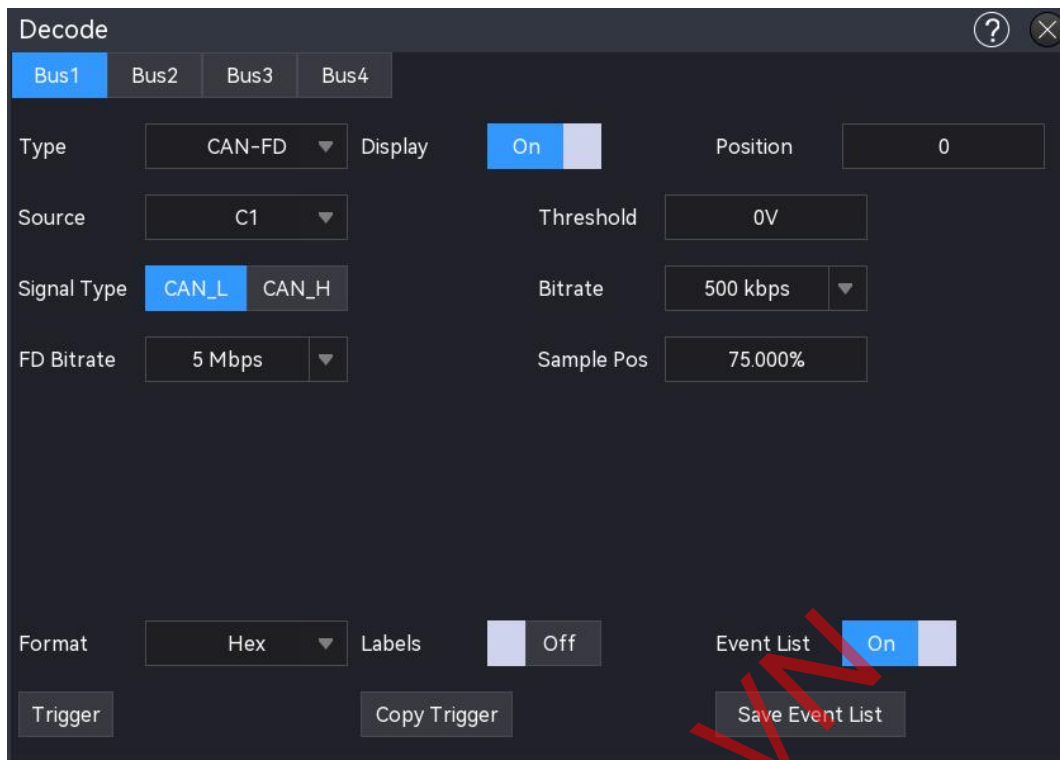 Decode ?
Bus1 Bus2 Bus3 Bus4
Type CAN-FD Display On Position 0
Source C1 Threshold 0V
Signal Type CAN_L CAN_H Bitrate 500 kbps
FD Bitrate 5 Mbps Sample Pos 75.000%
Format Hex Labels Off Event List On
Trigger Copy Trigger Save Event List
VN